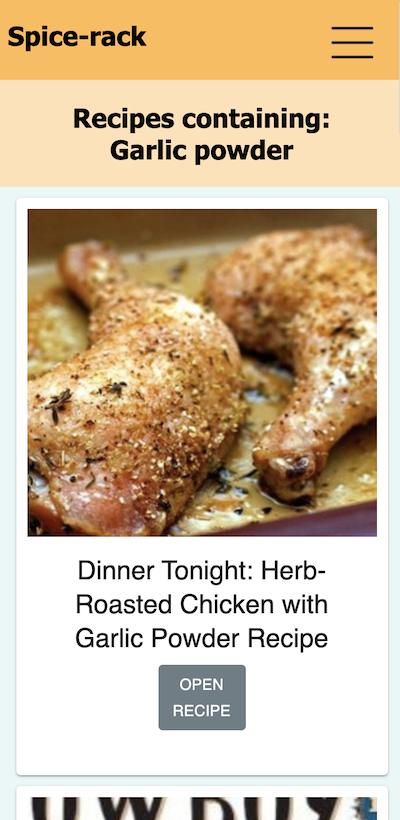 Spice-rack
Recipes containing:
Garlic powder
Dinner Tonight: Herb-
Roasted Chicken with
Garlic Powder Recipe
OPEN
RECIPE